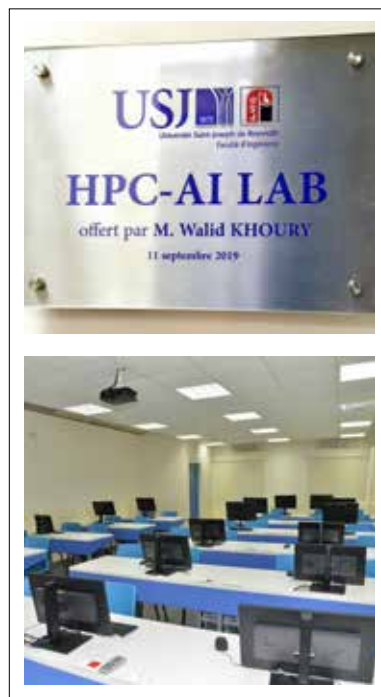 USJ
Université Saint-Joseph de Beyrouth
Faculté d'ingénierie
HPC-AI LAB
offert par M. Walid KHOURY
11 septembre 2019